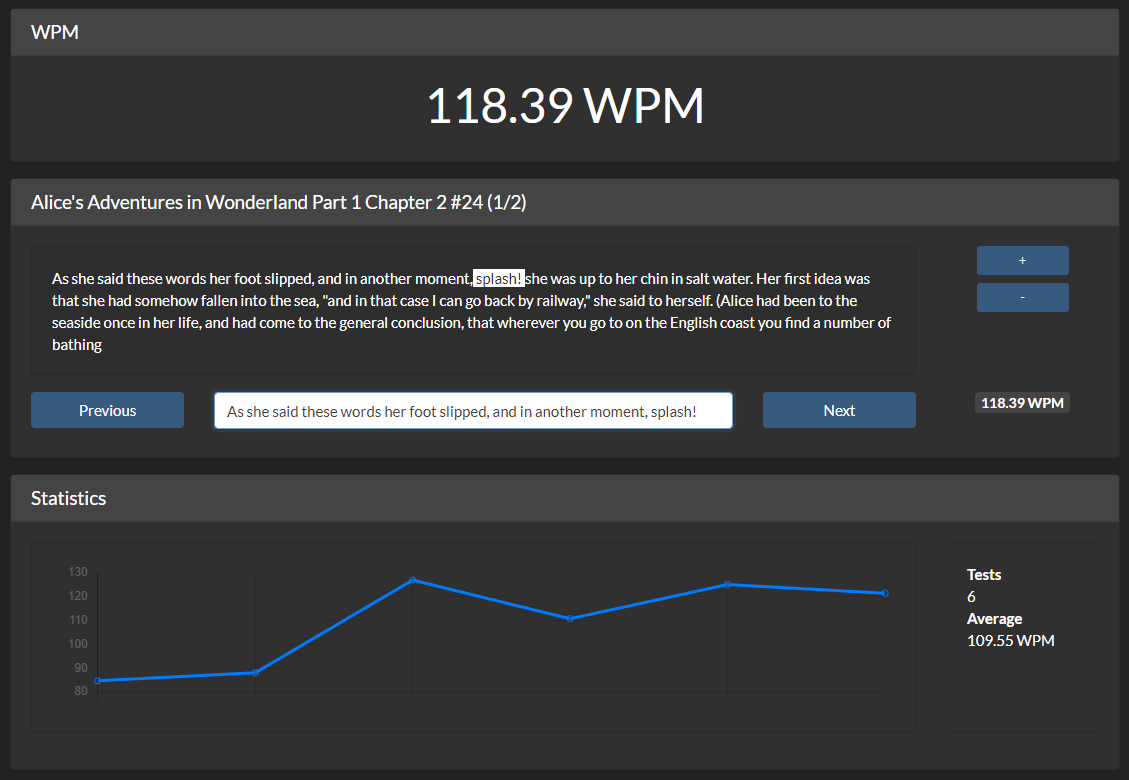 WPM
118.39 WPM
Alice's Adventures in Wonderland Part 1 Chapter 2 #24 (1/2)
As she said these words her foot slipped, and in another moment, splash! she was up to her chin in salt water. Her first idea was
that she had somehow fallen into the sea, "and in that case I can go back by railway," she said to herself. (Alice had been to the
seaside once in her life, and had come to the general conclusion, that wherever you go to on the English coast you find a number of
bathing
+
-
Previous
As she said these words her foot slipped, and in another moment, splash!
Next
118.39 WPM
Statistics
130
120
110
100
90
80
Tests
6
Average
109.55 WPM